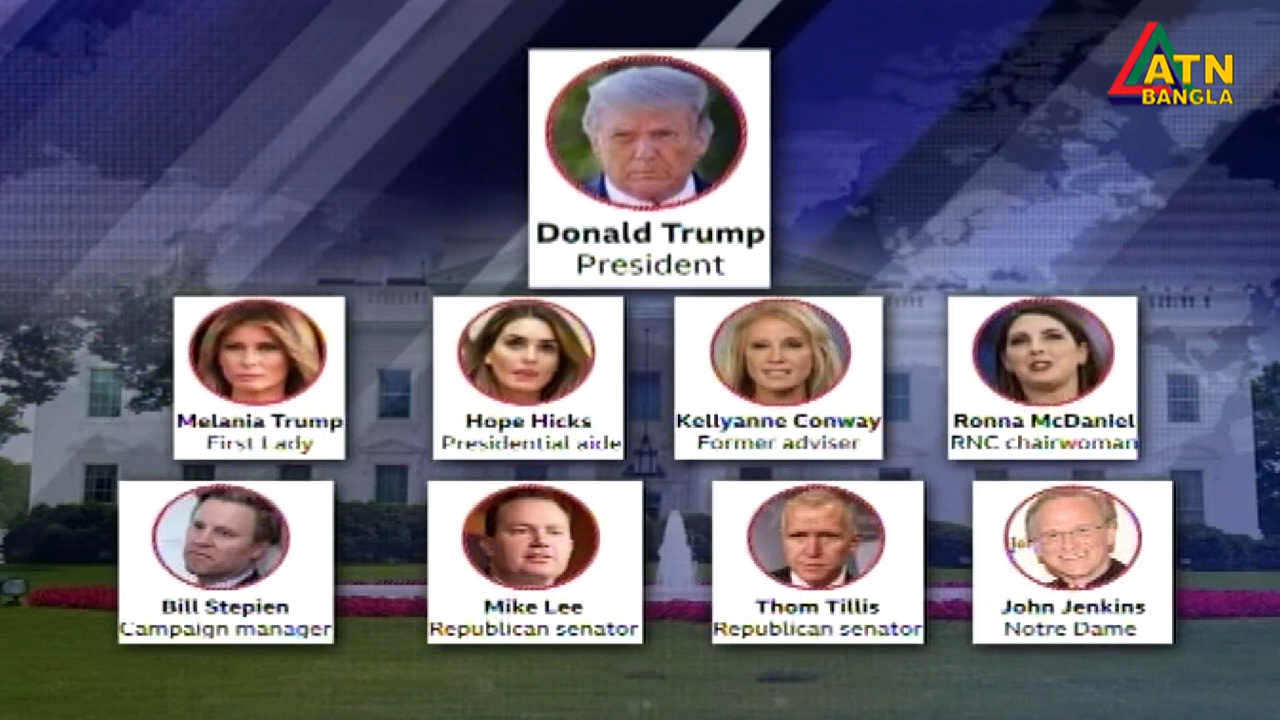 ATN
BANGLA
Donald Trump
President
Melania Trump
First Lady
Hope Hicks
Presidential aide
Kellyanne Conway
Former adviser
Ronna McDaniel
RNC chairwoman
Bill Stepien
Campaign manager
Mike Lee
Republican senator
Thom Tillis
Republican senator
Je
John Jenkins
Notre Dame